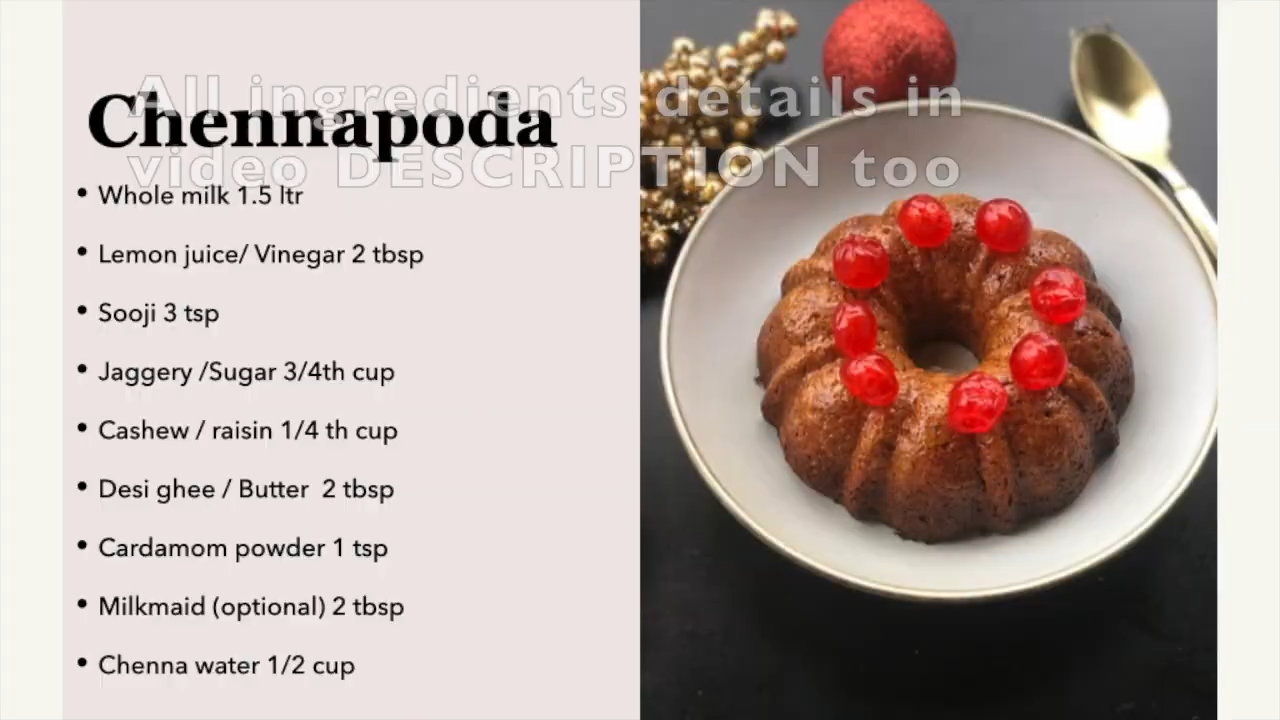 All ingredients details in
video DESCRIPTION too
Chennapoda
• Whole milk 1.5 ltr
• Lemon juice/ Vinegar 2 tbsp
• Sooji 3 tsp
• Jaggery /Sugar 3/4th cup
• Cashew / raisin 1/4 th cup
• Desi ghee / Butter  2 tbsp
• Cardamom powder 1 tsp
• Milkmaid (optional) 2 tbsp
• Chenna water 1/2 cup